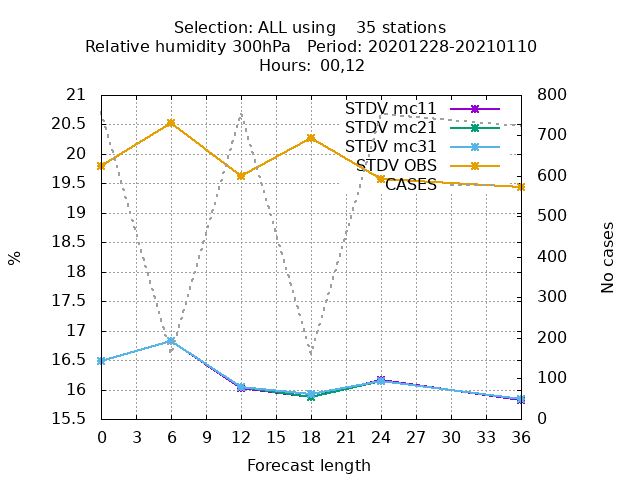 Selection: ALL using    35 stations
Relative humidity 300hPa   Period: 20201228-20210110
Hours:  00,12
STDV mc11
STDV mc21
STDV mc31
STDV OBS
CASES
21
20.5
20
19.5
19
18.5
18
17.5
17
16.5
16
15.5
800
700
600
500
400
300
200
100
0
%
No cases
0 3 6 9 12 15 18 21 24 27 30 33 36
Forecast length